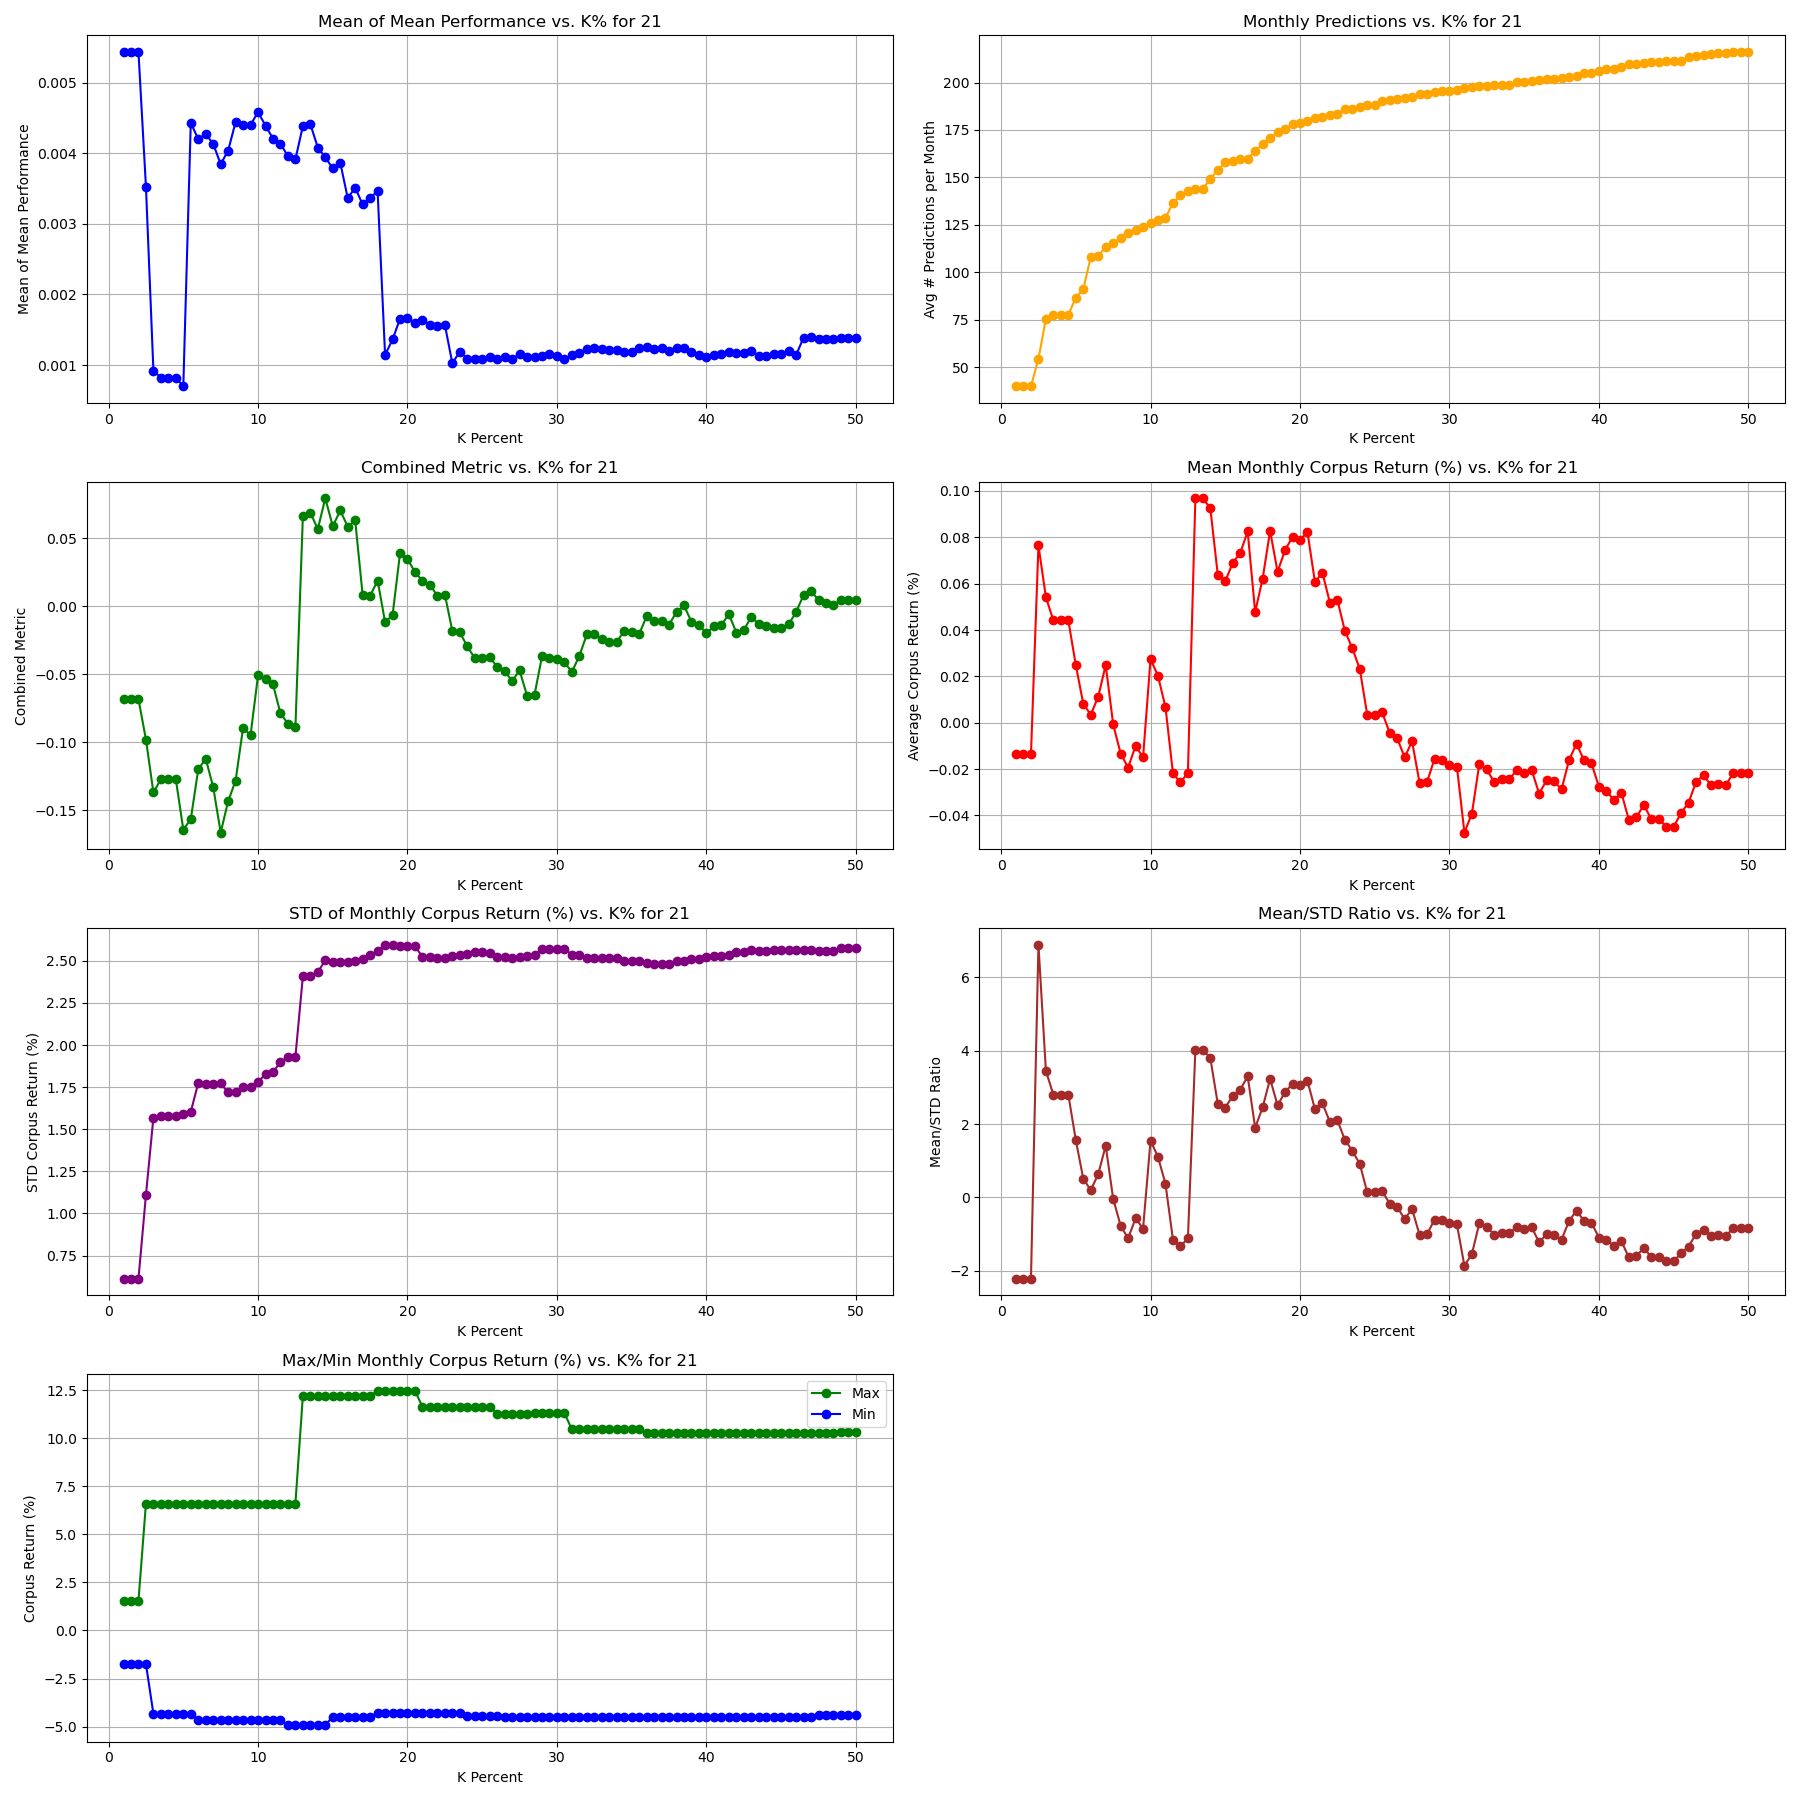 Mean of Mean Performance vs. K% for 21
Mean of Mean Performance
0.005
0.004
0.003
0.002
0.001
0 10 20 30 40 50
K Percent
Monthly Predictions vs. K% for 21
Avg # Predictions per Month
200
175
150
125
100
75
50
0 10 20 30 40 50
K Percent
Combined Metric vs. K% for 21
Combined Metric
0.05
0.00
−0.05
−0.10
−0.15
0 10 20 30 40 50
K Percent
Mean Monthly Corpus Return (%) vs. K% for 21
Average Corpus Return (%)
0.10
0.08
0.06
0.04
0.02
0.00
−0.02
−0.04
0 10 20 30 40 50
K Percent
STD of Monthly Corpus Return (%) vs. K% for 21
STD Corpus Return (%)
2.50
2.25
2.00
1.75
1.50
1.25
1.00
0.75
0 10 20 30 40 50
K Percent
Mean/STD Ratio vs. K% for 21
Mean/STD Ratio
6
4
2
0
−2
0 10 20 30 40 50
K Percent
Max/Min Monthly Corpus Return (%) vs. K% for 21
Corpus Return (%)
12.5
10.0
7.5
5.0
2.5
0.0
−2.5
−5.0
Max
Min
0 10 20 30 40 50
K Percent